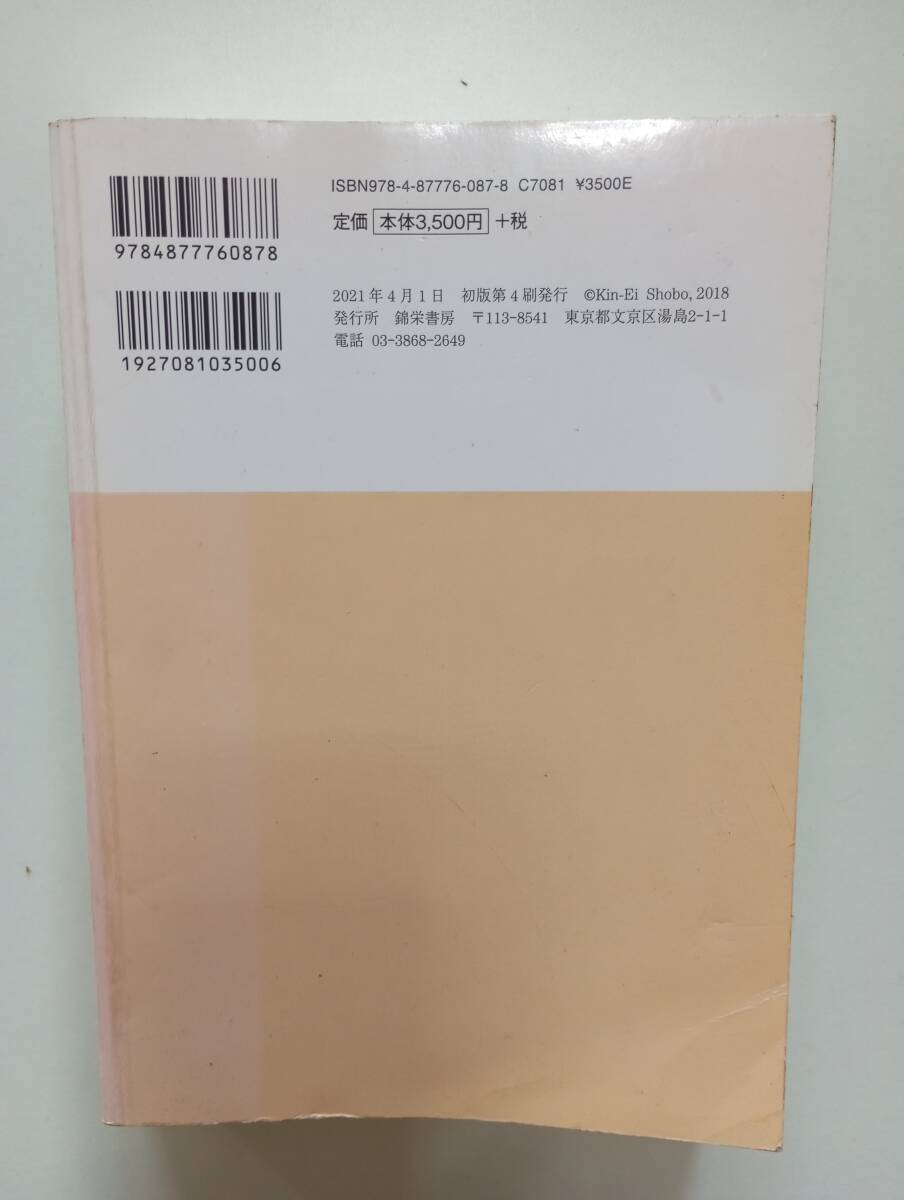 ISBN978-4-87776-087-8 C7081 ¥3500E
9784877760878
定価 本体3,500円 +税
1927081035006
2021年4月1日 初版第4刷発行 ©Kin-Ei Shobo, 2018
発行所 錦栄書房 〒113-8541 東京都文京区湯島2-1-1
電話 03-3868-2649